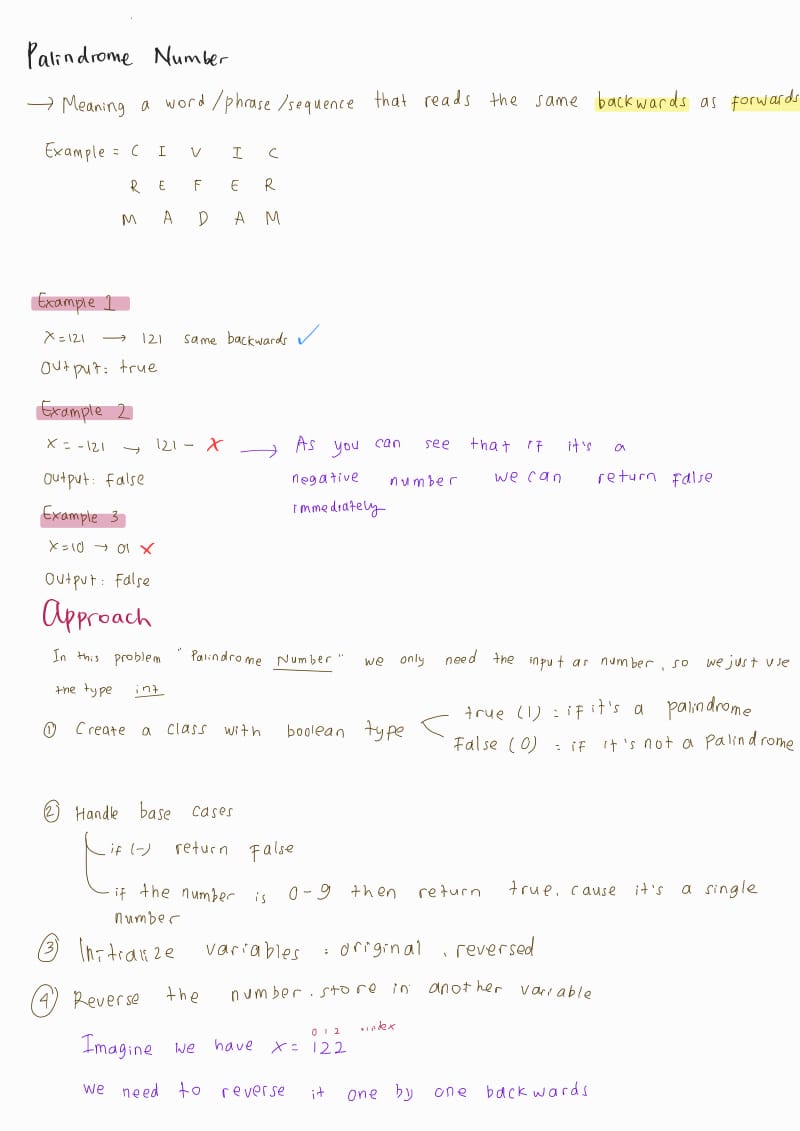 Palindrome Number
→ Meaning a word/phrase/sequence that reads the same backwards as forwards
Example = C I V I C
R E F E R
M A D A M
Example 1
X=121 → 121 same backwards ✓
Output: true
Example 2
X = -121 → 121- X → As you can see that if it's a
Output: False
negative number we can return False
immediately
Example 3
X=10 → 01 X
Output: False
Approach
In this problem "Palindrome Number" we only need the input as number, so we just use
the type int
① Create a class with boolean type
true (1) : if it's a palindrome
False (0) : if it's not a palindrome
② Handle base cases
if (-) return False
if the number is 0-9 then return true. cause it's a single
number
③ Initialize variables : original, reversed
④ Reverse the number. store in another variable
0 1 2 index
Imagine we have x = 122
we need to reverse it one by one backwards